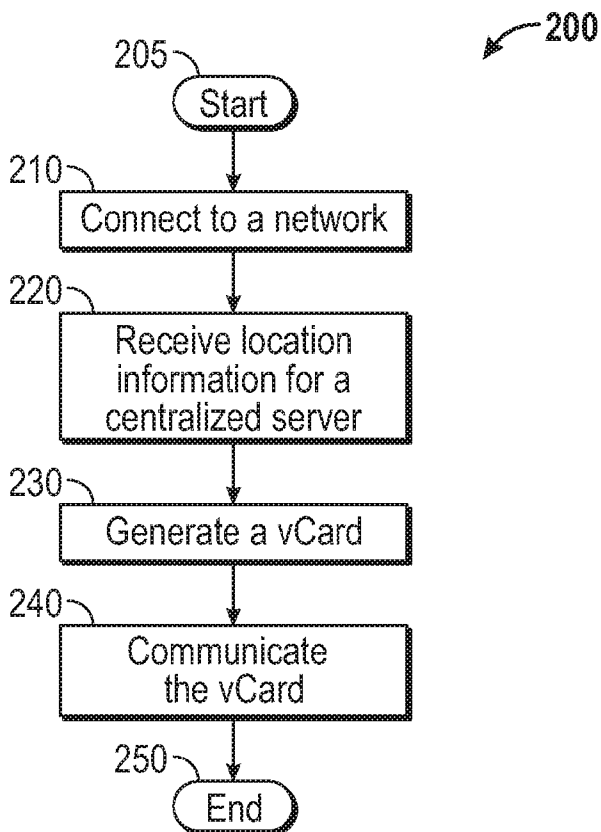 200
205
Start
210
Connect to a network
220
Receive location
information for a
centralized server
230
Generate a vCard
240
Communicate
the vCard
250
End